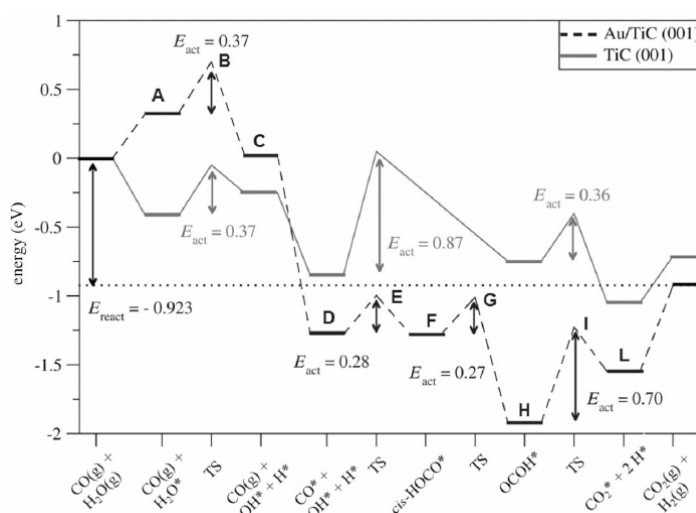 1
0.5
0
-0.5
-1
-1.5
-2
energy (eV)
Au/TiC (001)
TiC (001)
E_act = 0.37
A
B
C
E_act = 0.37
E_act = 0.87
E_act = 0.36
E_react = - 0.923
D
E
F
G
E_act = 0.28
E_act = 0.27
H
I
L
E_act = 0.70
CO(g) +
H2O(g)
CO(g) +
H2O*
TS
CO(g) +
OH* + H*
CO* +
OH* + H*
TS
cis-HOCO*
TS
OCOH*
TS
CO2* + 2 H*
CO2(g) +
H2(g)